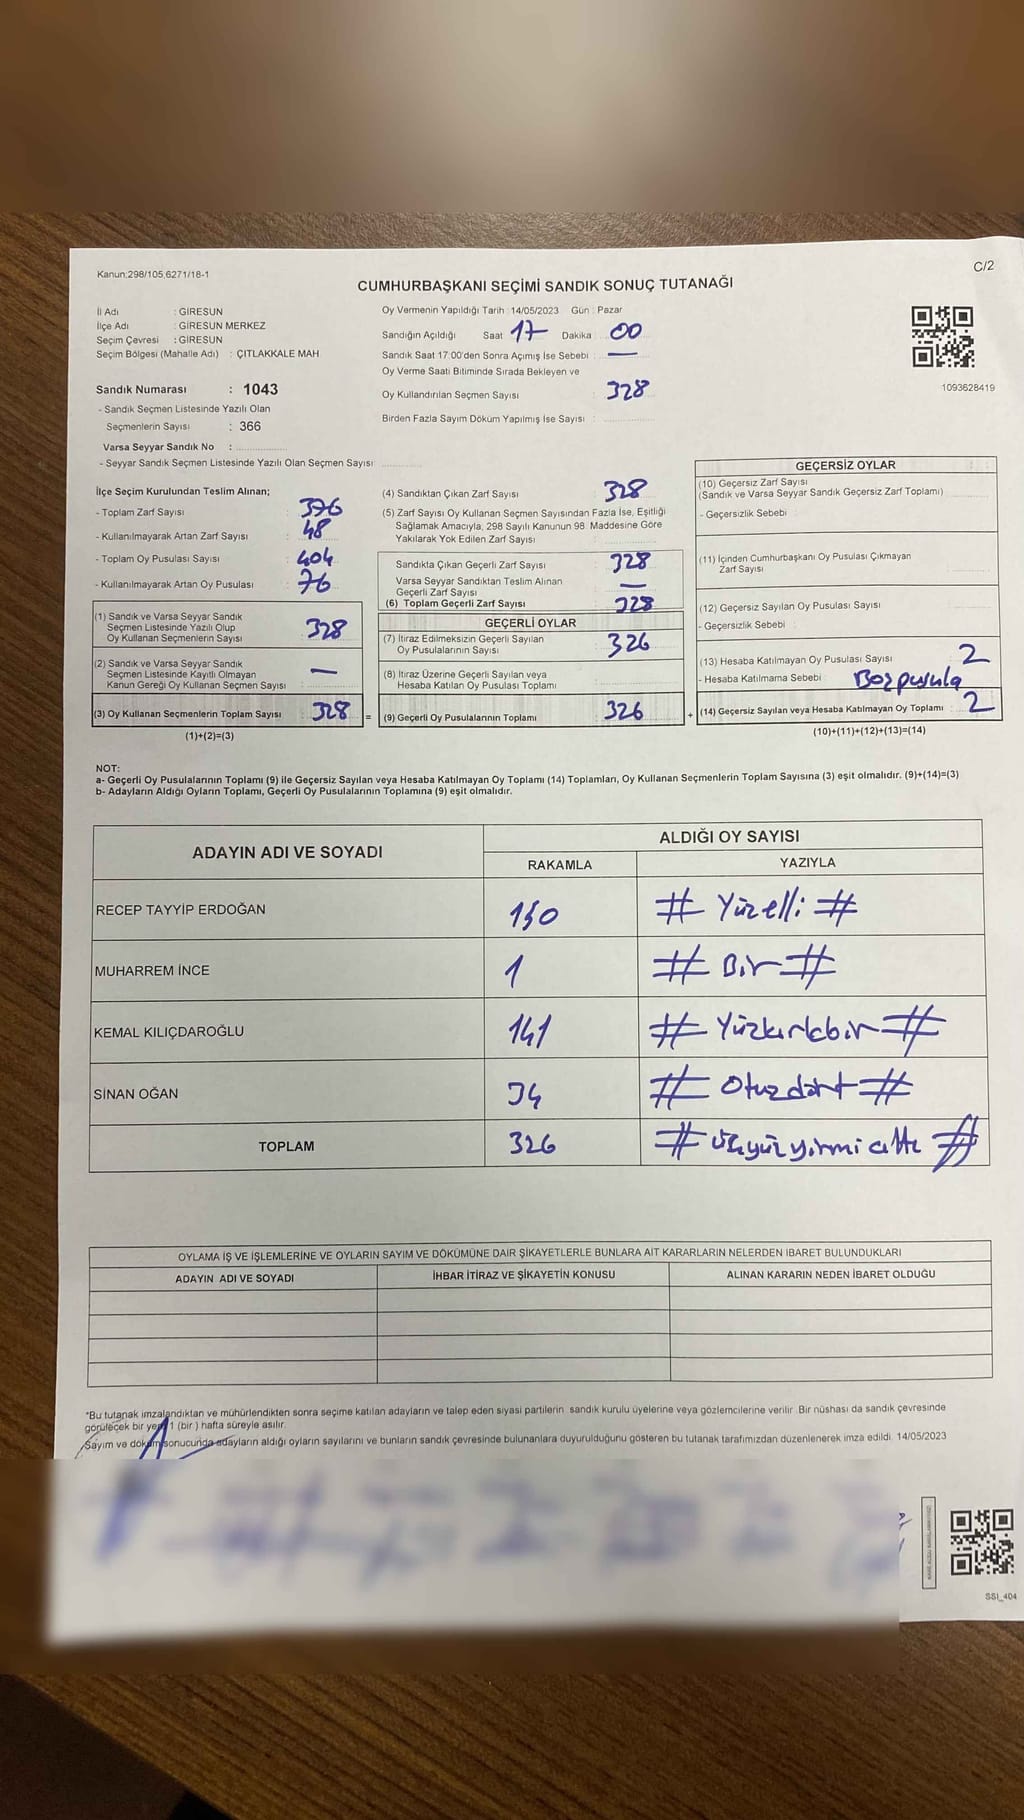 Kanun:298/105,6271/18-1
C/2
CUMHURBAŞKANI SEÇİMİ SANDIK SONUÇ TUTANAĞI
İl Adı : GİRESUN
İlçe Adı : GİRESUN MERKEZ
Seçim Çevresi : GİRESUN
Seçim Bölgesi (Mahalle Adı) : ÇITLAKKALE MAH
Sandık Numarası : 1043
- Sandık Seçmen Listesinde Yazılı Olan
Seçmenlerin Sayısı : 366
Varsa Seyyar Sandık No :
- Seyyar Sandık Seçmen Listesinde Yazılı Olan Seçmen Sayısı
Oy Vermenin Yapıldığı Tarih :14/05/2023 Gün : Pazar
Sandığın Açıldığı Saat 17 Dakika 00
Sandık Saat 17:00'den Sonra Açımış İse Sebebi : —
Oy Verme Saati Bitiminde Sırada Bekleyen ve
Oy Kullandırılan Seçmen Sayısı : 328
Birden Fazla Sayım Döküm Yapılmış İse Sayısı :
1093628419
İlçe Seçim Kurulundan Teslim Alınan;
- Toplam Zarf Sayısı : 376
- Kullanılmayarak Artan Zarf Sayısı : 48
- Toplam Oy Pusulası Sayısı : 404
- Kullanılmayarak Artan Oy Pusulası : 76
(1) Sandık ve Varsa Seyyar Sandık
Seçmen Listesinde Yazılı Olup
Oy Kullanan Seçmenlerin Sayısı : 328
(2) Sandık ve Varsa Seyyar Sandık
Seçmen Listesinde Kayıtlı Olmayan
Kanun Gereği Oy Kullanan Seçmen Sayısı : —
(3) Oy Kullanan Seçmenlerin Toplam Sayısı : 328
(1)+(2)=(3)
=
(4) Sandıktan Çıkan Zarf Sayısı : 328
(5) Zarf Sayısı Oy Kullanan Seçmen Sayısından Fazla İse, Eşitliği
Sağlamak Amacıyla, 298 Sayılı Kanunun 98. Maddesine Göre
Yakılarak Yok Edilen Zarf Sayısı :
Sandıkta Çıkan Geçerli Zarf Sayısı : 328
Varsa Seyyar Sandıktan Teslim Alınan
Geçerli Zarf Sayısı : —
(6) Toplam Geçerli Zarf Sayısı : 328
GEÇERLİ OYLAR
(7) İtiraz Edilmeksizin Geçerli Sayılan
Oy Pusulalarının Sayısı : 326
(8) İtiraz Üzerine Geçerli Sayılan veya
Hesaba Katılan Oy Pusulası Toplamı :
(9) Geçerli Oy Pusulalarının Toplamı : 326
+
GEÇERSİZ OYLAR
(10) Geçersiz Zarf Sayısı
(Sandık ve Varsa Seyyar Sandık Geçersiz Zarf Toplamı)
- Geçersizlik Sebebi :
(11) İçinden Cumhurbaşkanı Oy Pusulası Çıkmayan
Zarf Sayısı :
(12) Geçersiz Sayılan Oy Pusulası Sayısı :
- Geçersizlik Sebebi :
(13) Hesaba Katılmayan Oy Pusulası Sayısı : 2
- Hesaba Katılmama Sebebi : Boş pusula
(14) Geçersiz Sayılan veya Hesaba Katılmayan Oy Toplamı : 2
(10)+(11)+(12)+(13)=(14)
NOT:
a- Geçerli Oy Pusulalarının Toplamı (9) ile Geçersiz Sayılan veya Hesaba Katılmayan Oy Toplamı (14) Toplamları, Oy Kullanan Seçmenlerin Toplam Sayısına (3) eşit olmalıdır. (9)+(14)=(3)
b- Adayların Aldığı Oyların Toplamı, Geçerli Oy Pusulalarının Toplamına (9) eşit olmalıdır.
ADAYIN ADI VE SOYADI
ALDIĞI OY SAYISI
RAKAMLA YAZIYLA
RECEP TAYYİP ERDOĞAN 150 # Yüzelli #
MUHARREM İNCE 1 # Bir #
KEMAL KILIÇDAROĞLU 141 # Yüzkırkbir #
SİNAN OĞAN 34 # Otuzdört #
TOPLAM 326 # Üçyüzyirmialtı #
OYLAMA İŞ VE İŞLEMLERİNE VE OYLARIN SAYIM VE DÖKÜMÜNE DAİR ŞİKAYETLERLE BUNLARA AİT KARARLARIN NELERDEN İBARET BULUNDUKLARI
ADAYIN ADI VE SOYADI İHBAR İTİRAZ VE ŞİKAYETİN KONUSU ALINAN KARARIN NEDEN İBARET OLDUĞU
*Bu tutanak imzalandıktan ve mühürlendikten sonra seçime katılan adayların ve talep eden siyasi partilerin sandık kurulu üyelerine veya gözlemcilerine verilir .Bir nüshası da sandık çevresinde
görülecek bir yere 1 (bir ) hafta süreyle asılır.
Sayım ve döküm sonucunda adayların aldığı oyların sayılarını ve bunların sandık çevresinde bulunanlara duyurulduğunu gösteren bu tutanak tarafımızdan düzenlenerek imza edildi. 14/05/2023
SSI_404